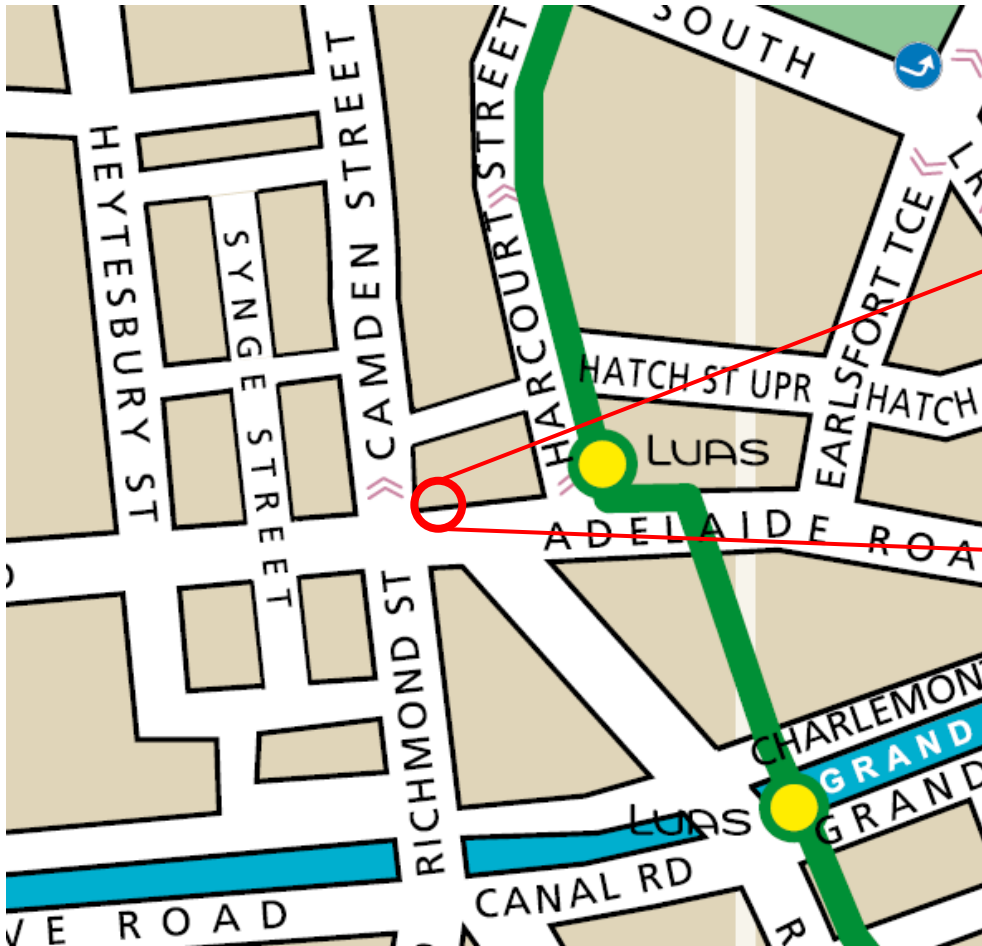 SOUTH
HEYTESBURY ST
SYNGE STREET
CAMDEN STREET
HARCOURT STREET
HATCH ST UPR
HATCH
EARLSFORT TCE
LUAS
ADELAIDE ROA
RICHMOND ST
CHARLEMONT
GRAND
GRAND
LUAS
CANAL RD
VE ROAD